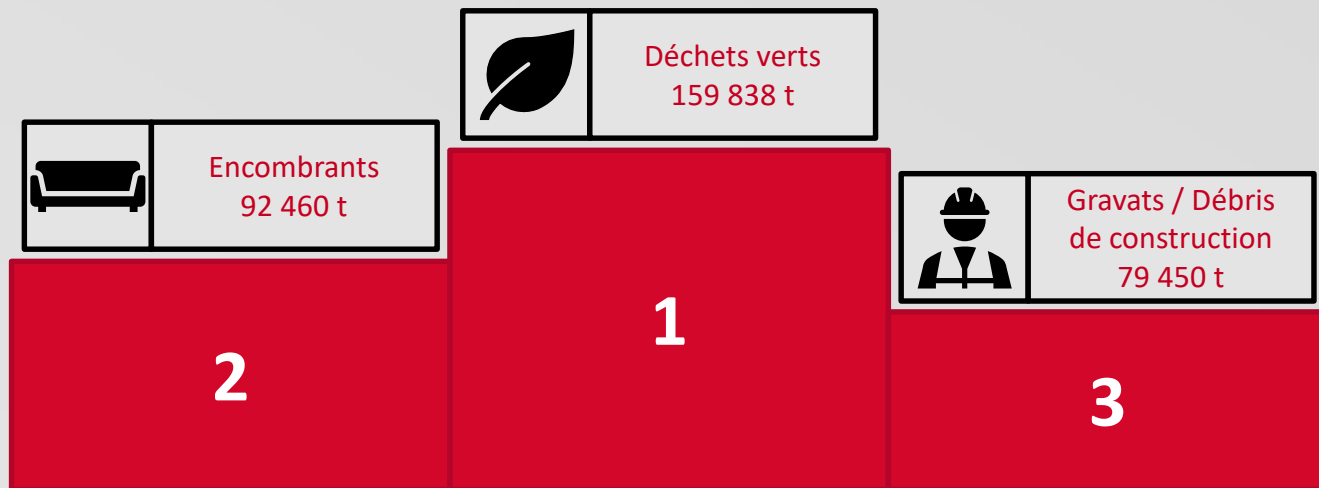 Déchets verts
159 838 t
Encombrants
92 460 t
Gravats / Débris
de construction
79 450 t
1
2
3